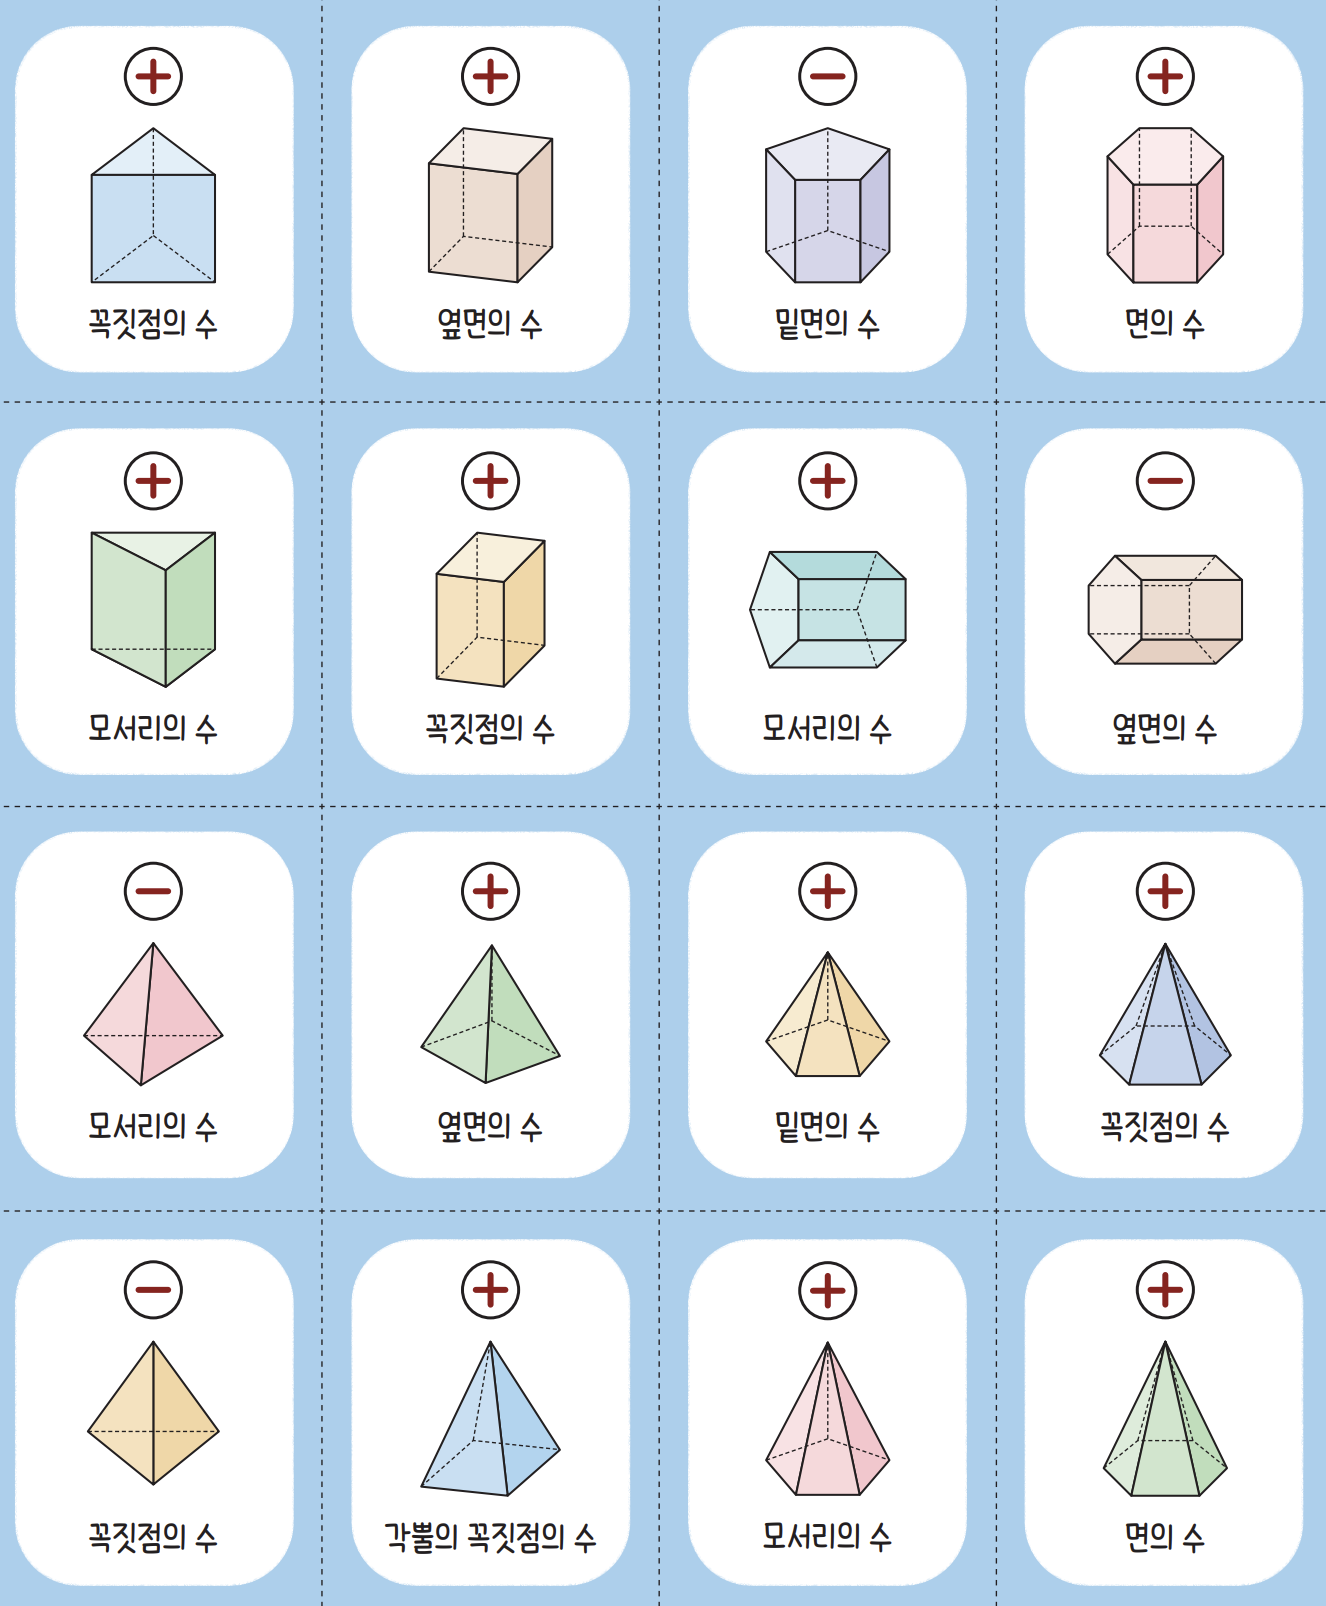 +
+
−
+
꼭짓점의 수
옆면의 수
밑면의 수
면의 수
+
+
+
−
모서리의 수
꼭짓점의 수
모서리의 수
옆면의 수
−
+
+
+
모서리의 수
옆면의 수
밑면의 수
꼭짓점의 수
−
+
+
+
꼭짓점의 수
각뿔의 꼭짓점의 수
모서리의 수
면의 수